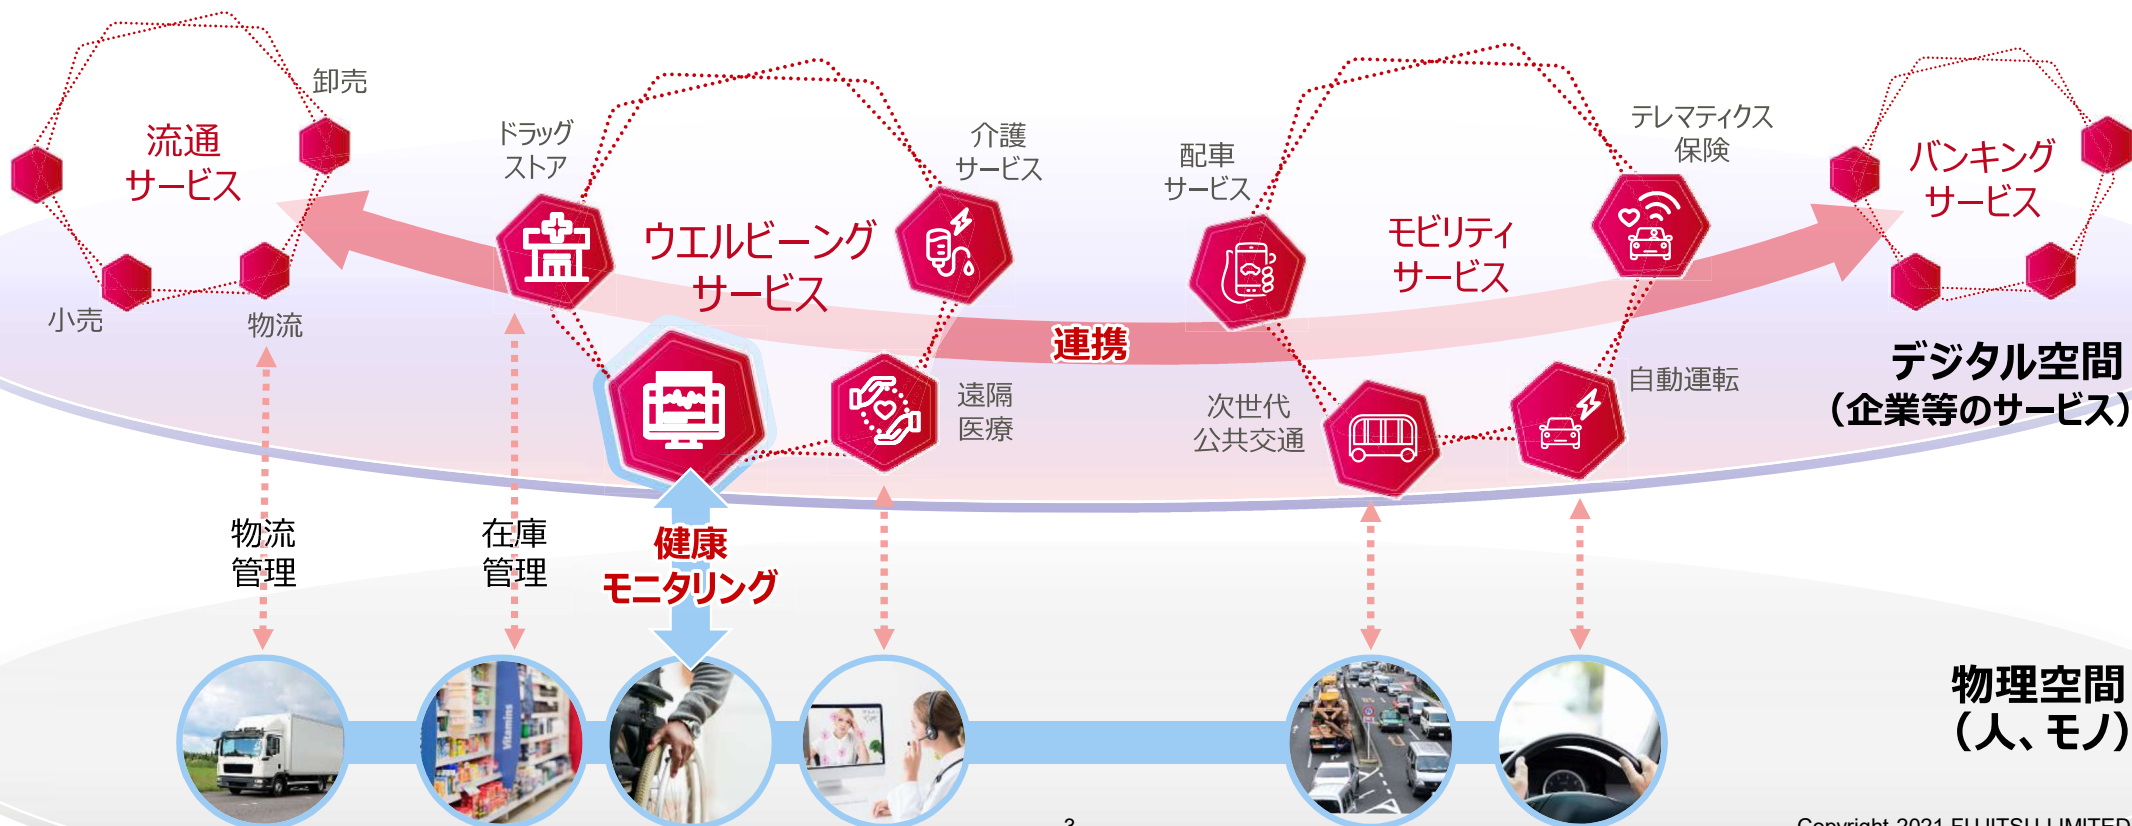 卸売
流通
サービス
小売
物流
ドラッグ
ストア
介護
サービス
ウエルビーング
サービス
遠隔
医療
連携
配車
サービス
テレマティクス
保険
モビリティ
サービス
次世代
公共交通
自動運転
バンキング
サービス
デジタル空間
（企業等のサービス）
物流
管理
在庫
管理
健康
モニタリング
Vitamins
物理空間
（人、モノ）
3
Copyright 2021 FUJITSU LIMITED